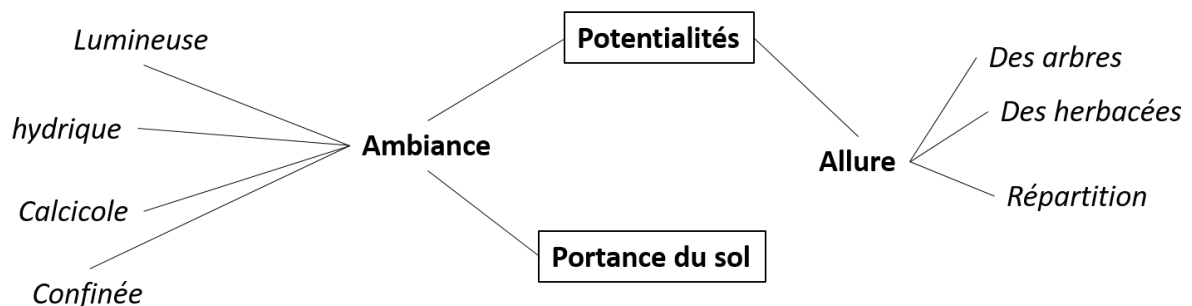 Lumineuse
hydrique
Calcicole
Confinée
Ambiance
Potentialités
Portance du sol
Allure
Des arbres
Des herbacées
Répartition